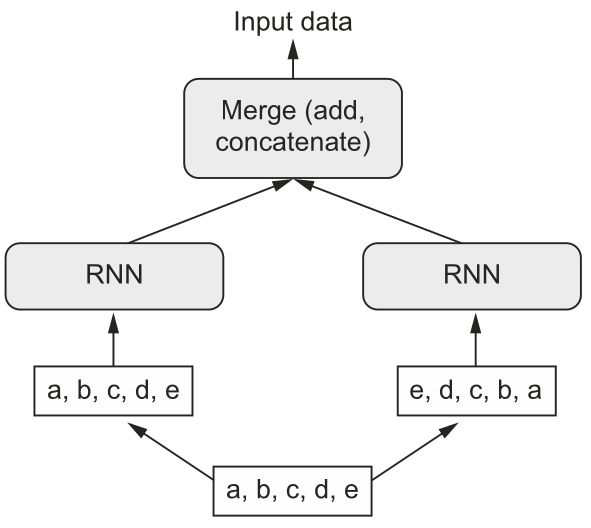 Input data
Merge (add,
concatenate)
RNN
RNN
a, b, c, d, e
e, d, c, b, a
a, b, c, d, e